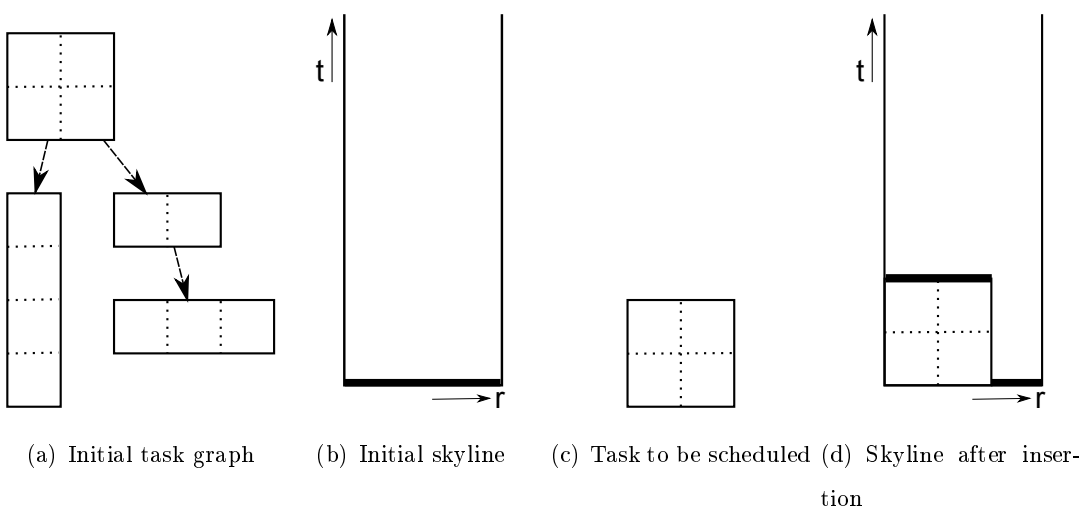 t
t
r
r
(a) Initial task graph
(b) Initial skyline
(c) Task to be scheduled
(d) Skyline after inser-
tion